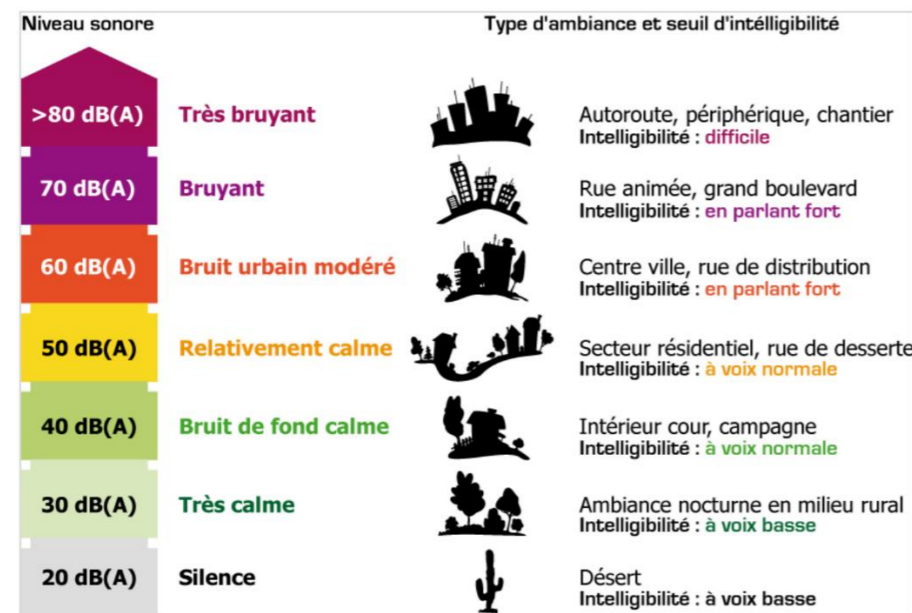 Niveau sonore
Type d'ambiance et seuil d'intélligibilité
>80 dB(A)
Très bruyant
Autoroute, périphérique, chantier
Intelligibilité : difficile
70 dB(A)
Bruyant
Rue animée, grand boulevard
Intelligibilité : en parlant fort
60 dB(A)
Bruit urbain modéré
Centre ville, rue de distribution
Intelligibilité : en parlant fort
50 dB(A)
Relativement calme
Secteur résidentiel, rue de desserte
Intelligibilité : à voix normale
40 dB(A)
Bruit de fond calme
Intérieur cour, campagne
Intelligibilité : à voix normale
30 dB(A)
Très calme
Ambiance nocturne en milieu rural
Intelligibilité : à voix basse
20 dB(A)
Silence
Désert
Intelligibilité : à voix basse